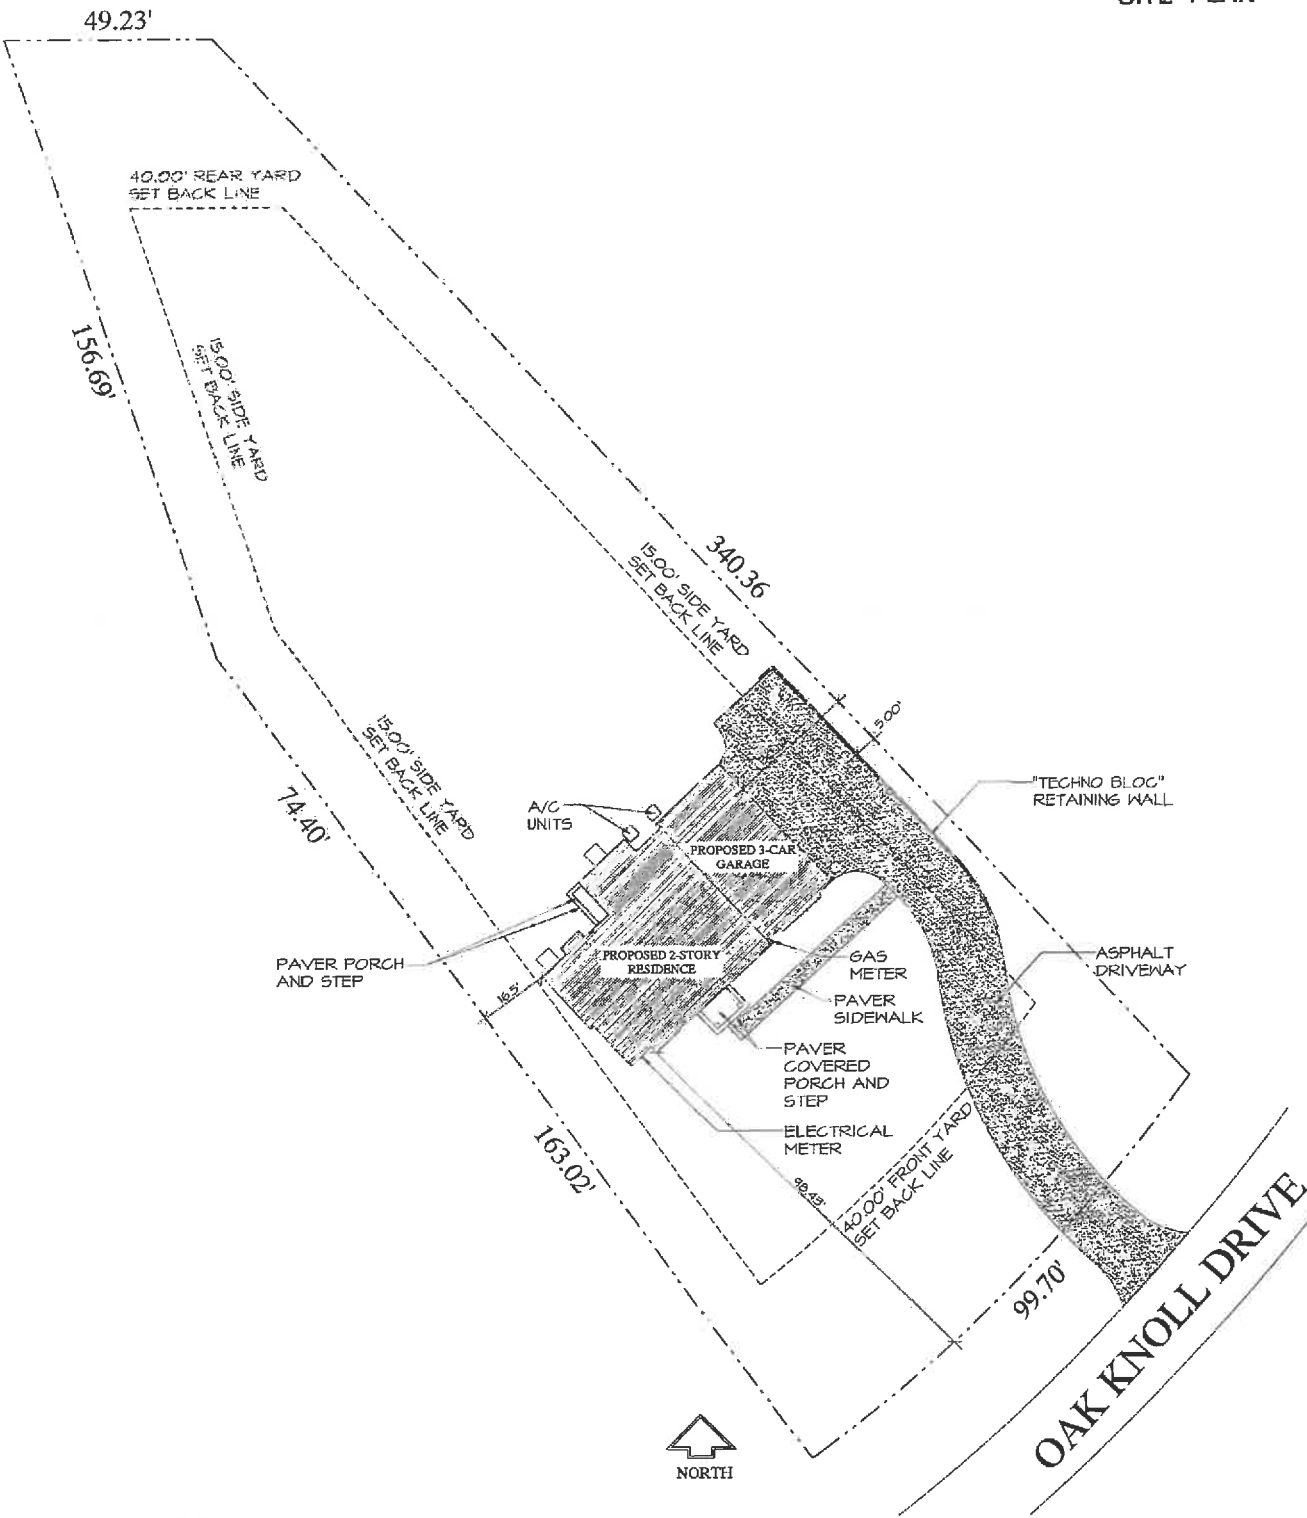 49.23'
40.00' REAR YARD
SET BACK LINE
156.69'
15.00' SIDE YARD
SET BACK LINE
340.36
15.00' SIDE YARD
SET BACK LINE
5.00'
15.00' SIDE YARD
SET BACK LINE
74.40'
"TECHNO BLOC"
RETAINING WALL
A/C
UNITS
PROPOSED 3-CAR
GARAGE
PAVER PORCH
AND STEP
PROPOSED 2-STORY
RESIDENCE
GAS
METER
ASPHALT
DRIVEWAY
16.5'
PAVER
SIDEWALK
PAVER
COVERED
PORCH AND
STEP
ELECTRICAL
METER
163.02'
98.43'
40.00' FRONT YARD
SET BACK LINE
99.70'
OAK KNOLL DRIVE
NORTH